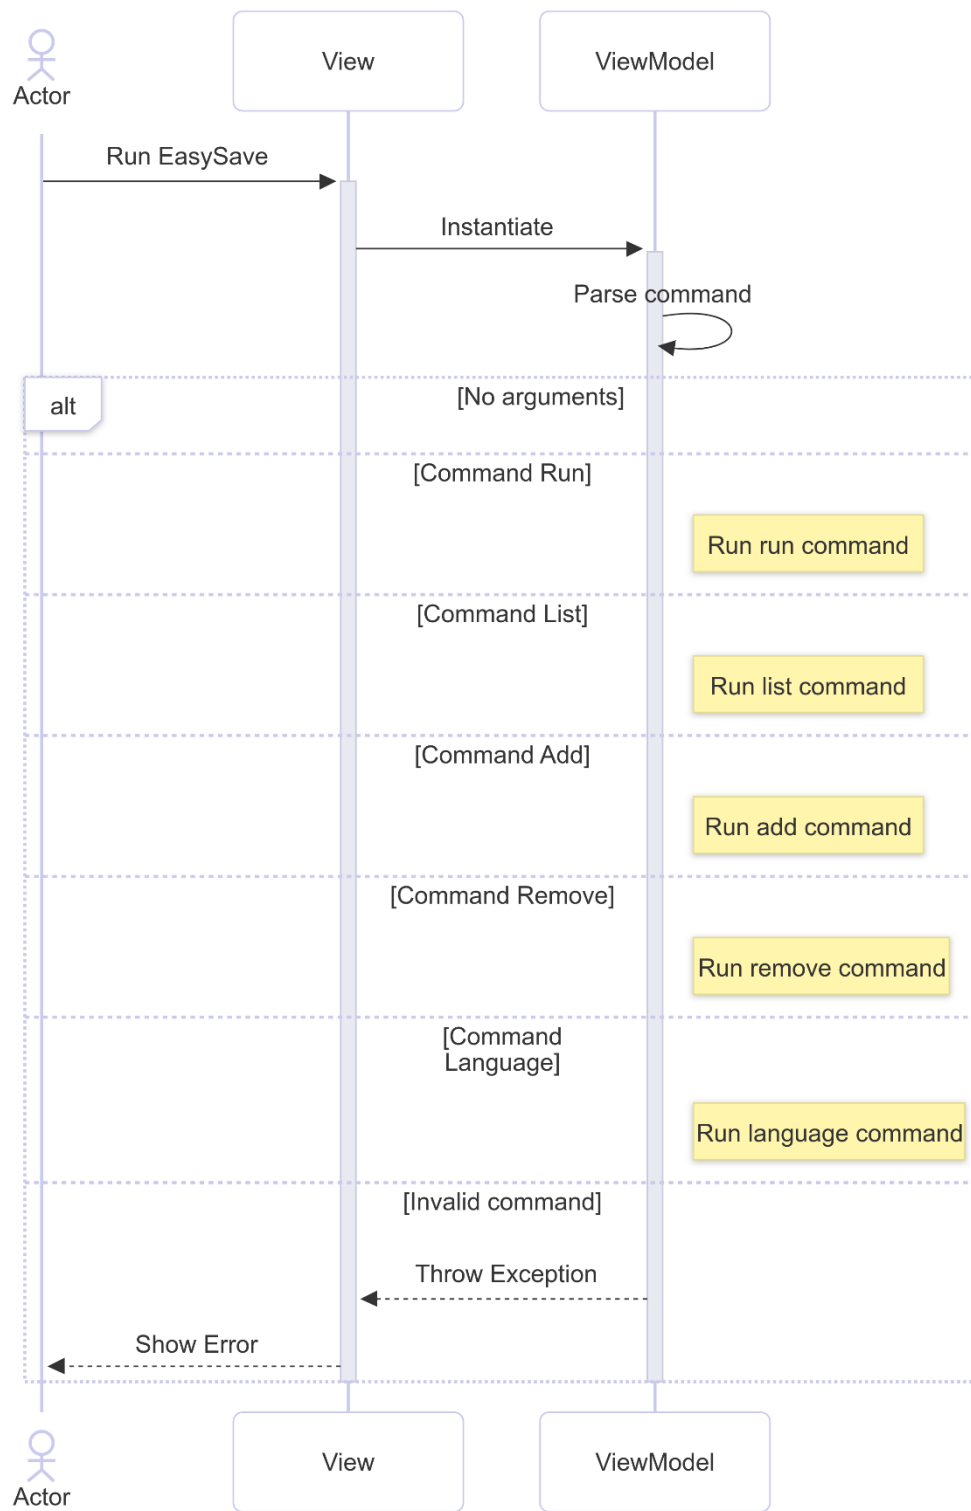 View
ViewModel
Actor
Run EasySave
Instantiate
Parse command
alt
[No arguments]
[Command Run]
Run run command
[Command List]
Run list command
[Command Add]
Run add command
[Command Remove]
Run remove command
[Command
Language]
Run language command
[Invalid command]
Throw Exception
Show Error
View
ViewModel
Actor